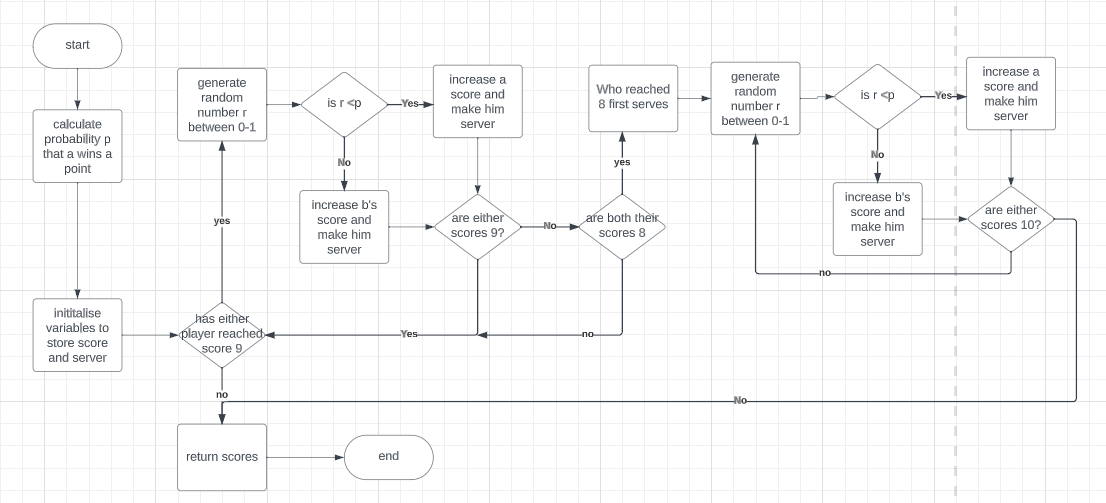 start
calculate
probability p
that a wins a
point
inititalise
variables to
store score
and server
has either
player reached
score 9
yes
no
generate
random
number r
between 0-1
is r <p
Yes
No
increase a
score and
make him
server
increase b's
score and
make him
server
are either
scores 9?
No
Yes
are both their
scores 8
yes
no
Who reached
8 first serves
generate
random
number r
between 0-1
is r <p
Yes
No
increase a
score and
make him
server
increase b's
score and
make him
server
are either
scores 10?
no
No
return scores
end